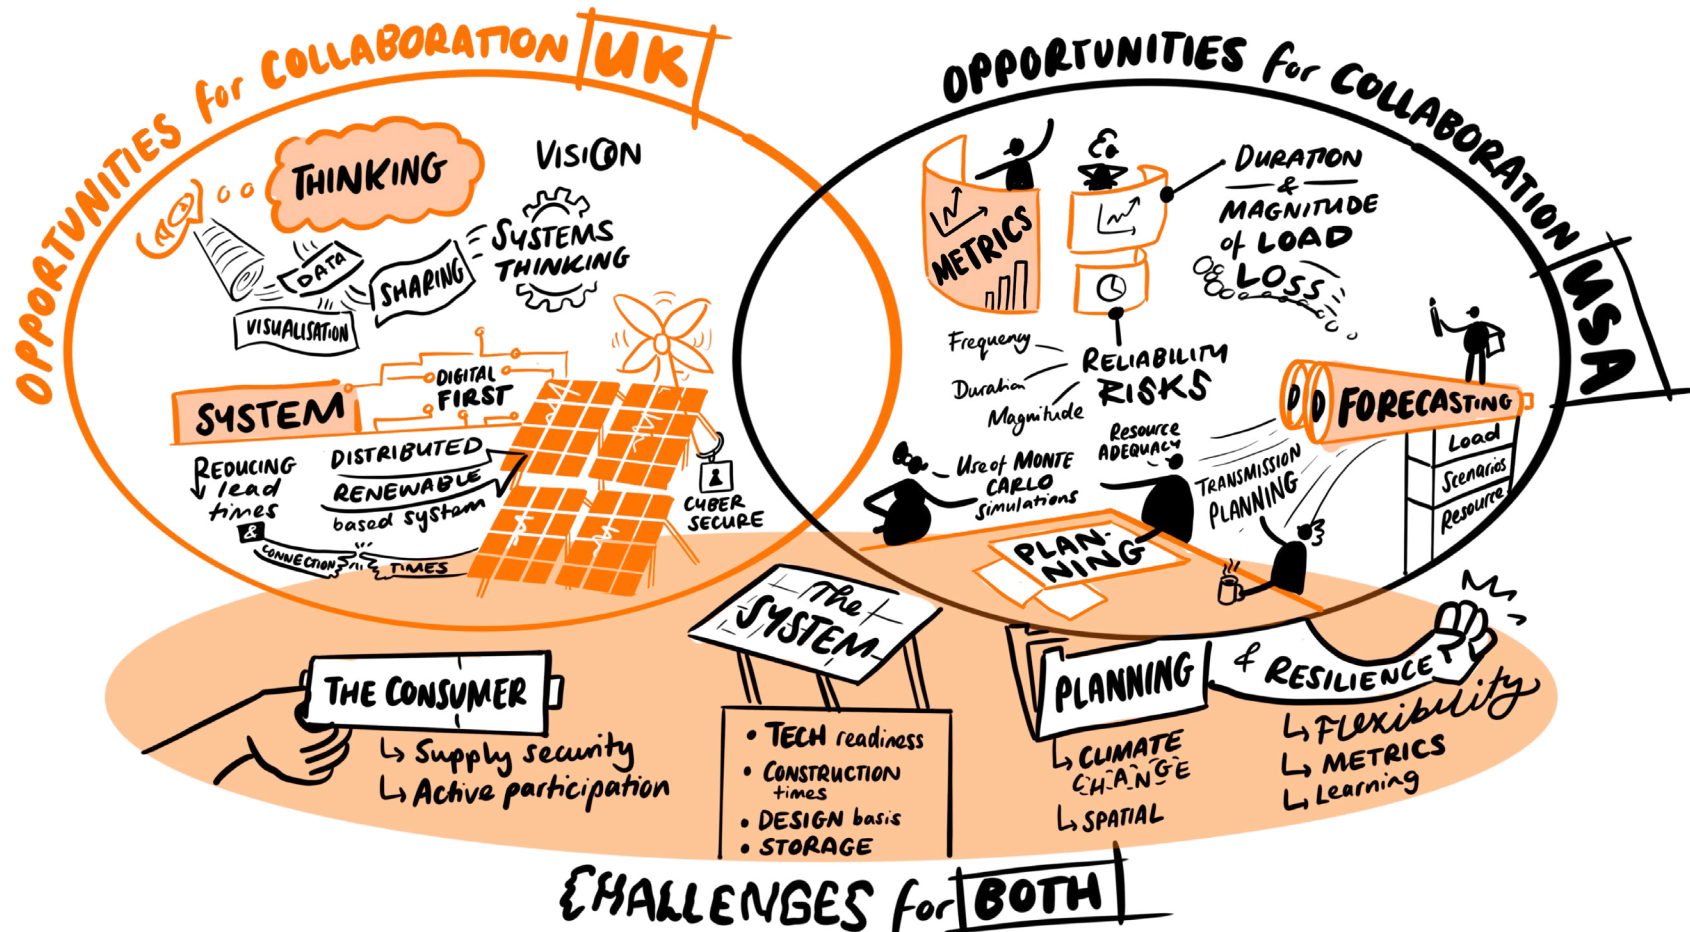 OPPORTUNITIES for COLLABORATION UK
THINKING
VISION
SYSTEMS
THINKING
DATA
SHARING
VISUALISATION
SYSTEM
DIGITAL
FIRST
REDUCING
lead
times
&
CONNECTION
TIMES
DISTRIBUTED
RENEWABLE
based system
CYBER
SECURE
OPPORTUNITIES for COLLABORATION USA
METRICS
DURATION
&
MAGNITUDE
of LOAD
LOSS
Frequency
Duration
Magnitude
RELIABILITY
RISKS
FORECASTING
Load
Scenarios
Resource
Use of MONTE
CARLO
simulations
Resource
ADEQUACY
TRANSMISSION
PLANNING
PLAN-
NING
THE CONSUMER
Supply security
Active participation
The
SYSTEM
• TECH readiness
• CONSTRUCTION
times
• DESIGN basis
• STORAGE
PLANNING
CLIMATE
CHANGE
SPATIAL
& RESILIENCE
Flexibility
METRICS
Learning
CHALLENGES for BOTH